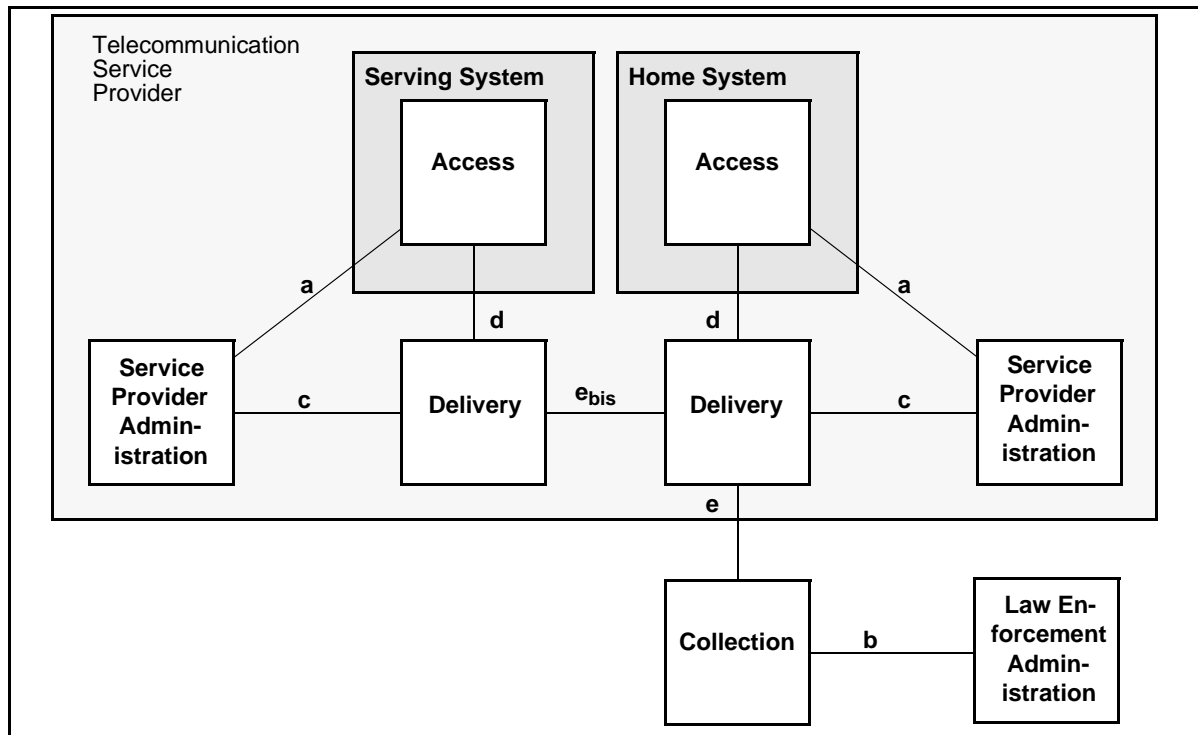 Telecommunication
Service
Provider
Serving System
Home System
Access
Access
a
a
d
d
Service
Provider
Admin-
istration
c
Delivery
ebis
Delivery
c
Service
Provider
Admin-
istration
e
Collection
b
Law En-
forcement
Admin-
istration